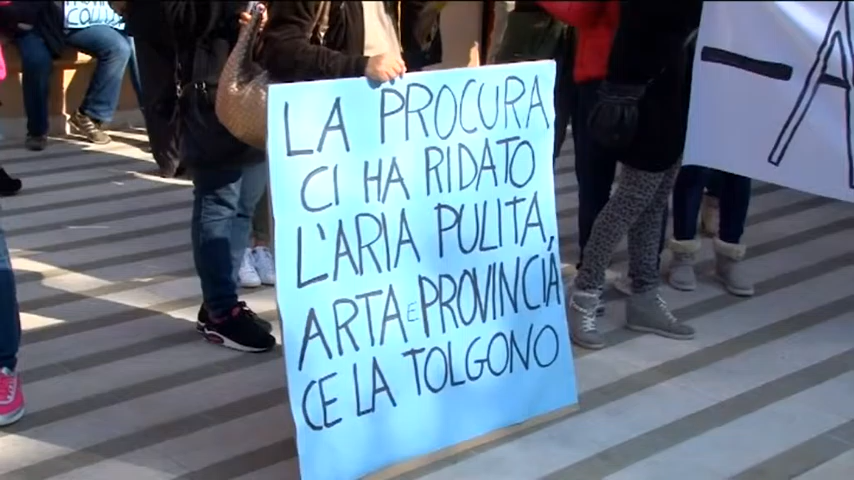 LA PROCURA
CI HA RIDATO
L'ARIA PULITA,
ARTA E PROVINCIA
CE LA TOLGONO